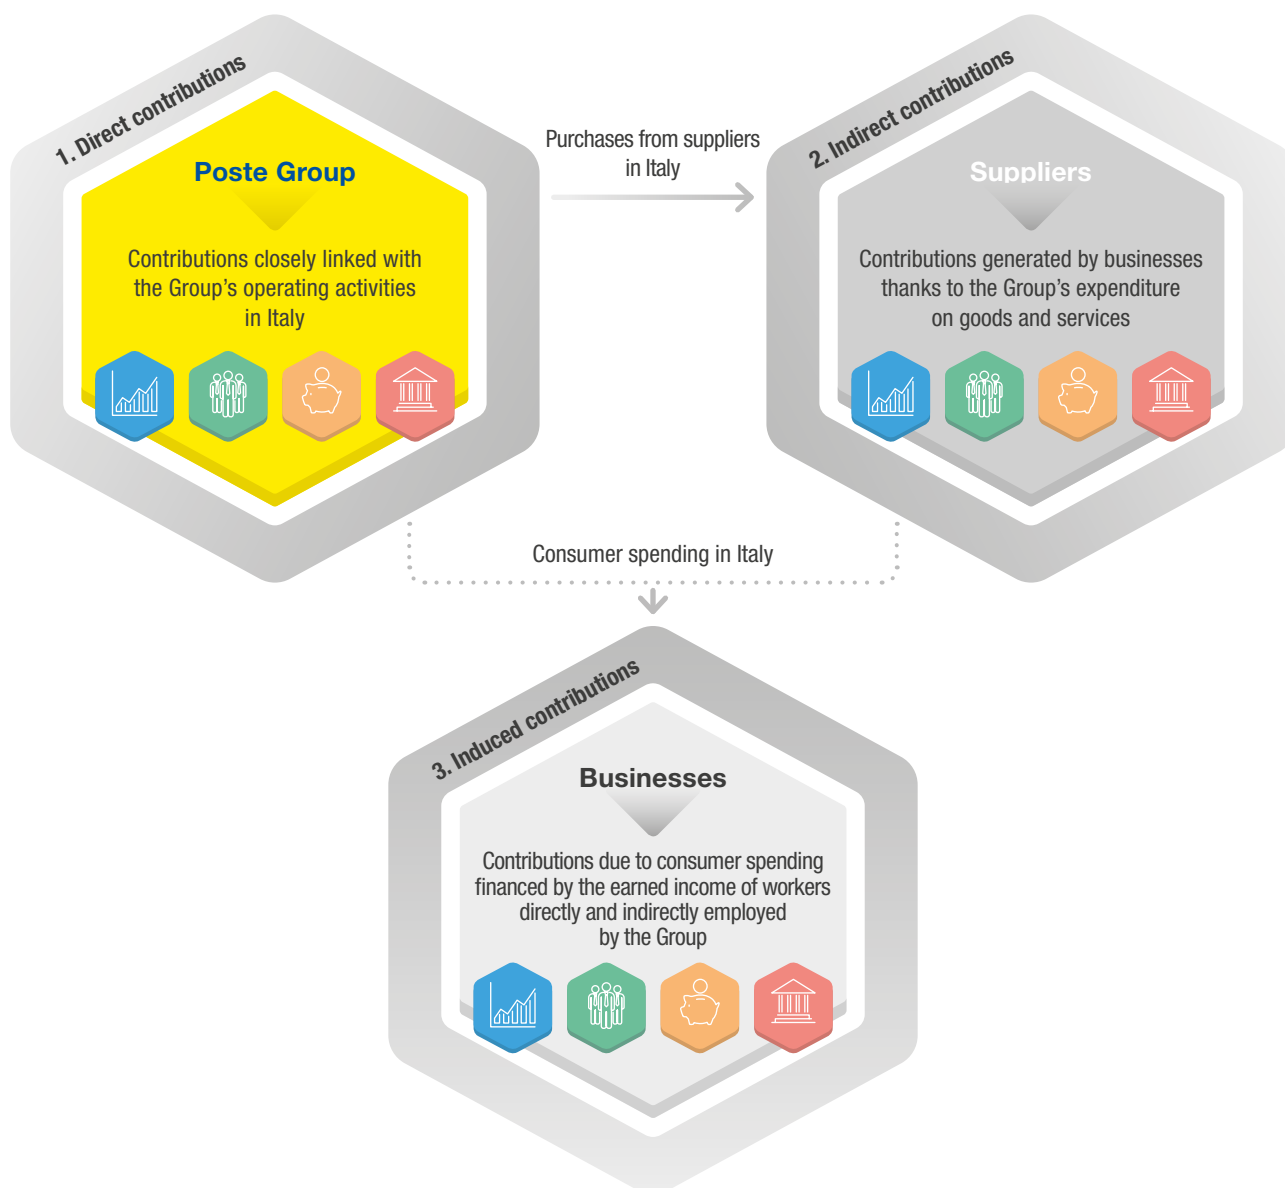 1. Direct contributions
Poste Group
Contributions closely linked with
the Group's operating activities
in Italy
Purchases from suppliers
in Italy
2. Indirect contributions
Suppliers
Contributions generated by businesses
thanks to the Group's expenditure
on goods and services
Consumer spending in Italy
3. Induced contributions
Businesses
Contributions due to consumer spending
financed by the earned income of workers
directly and indirectly employed
by the Group